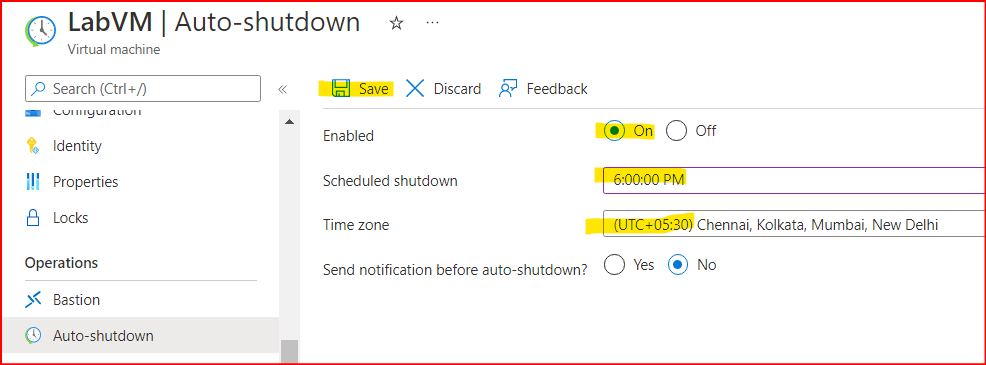 LabVM | Auto-shutdown
Virtual machine
Search (Ctrl+/)
Configuration
Identity
Properties
Locks
Operations
Bastion
Auto-shutdown
Save Discard Feedback
Enabled On Off
Scheduled shutdown 6:00:00 PM
Time zone (UTC+05:30) Chennai, Kolkata, Mumbai, New Delhi
Send notification before auto-shutdown? Yes No